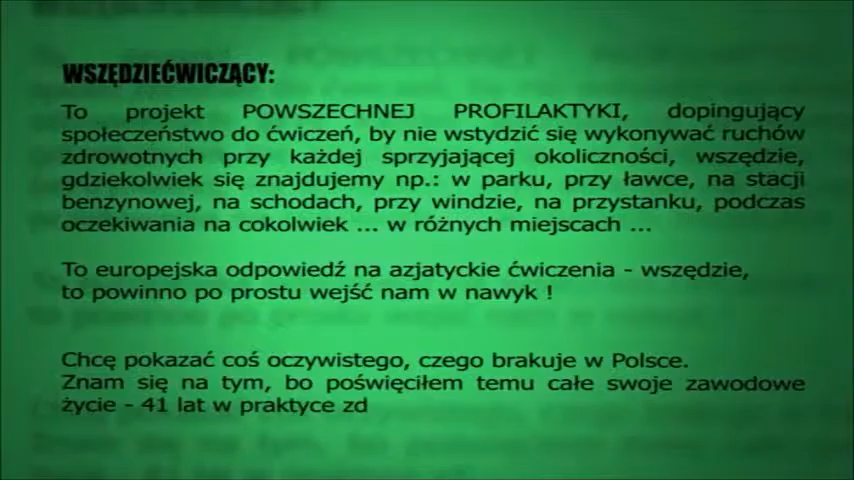 WSZĘDZIEĆWICZĄCY:
To projekt POWSZECHNEJ PROFILAKTYKI, dopingujący
społeczeństwo do ćwiczeń, by nie wstydzić się wykonywać ruchów
zdrowotnych przy każdej sprzyjającej okoliczności, wszędzie,
gdziekolwiek się znajdujemy np.: w parku, przy ławce, na stacji
benzynowej, na schodach, przy windzie, na przystanku, podczas
oczekiwania na cokolwiek ... w różnych miejscach ...
To europejska odpowiedź na azjatyckie ćwiczenia - wszędzie,
to powinno po prostu wejść nam w nawyk !
Chcę pokazać coś oczywistego, czego brakuje w Polsce.
Znam się na tym, bo poświęciłem temu całe swoje zawodowe
życie - 41 lat w praktyce zd